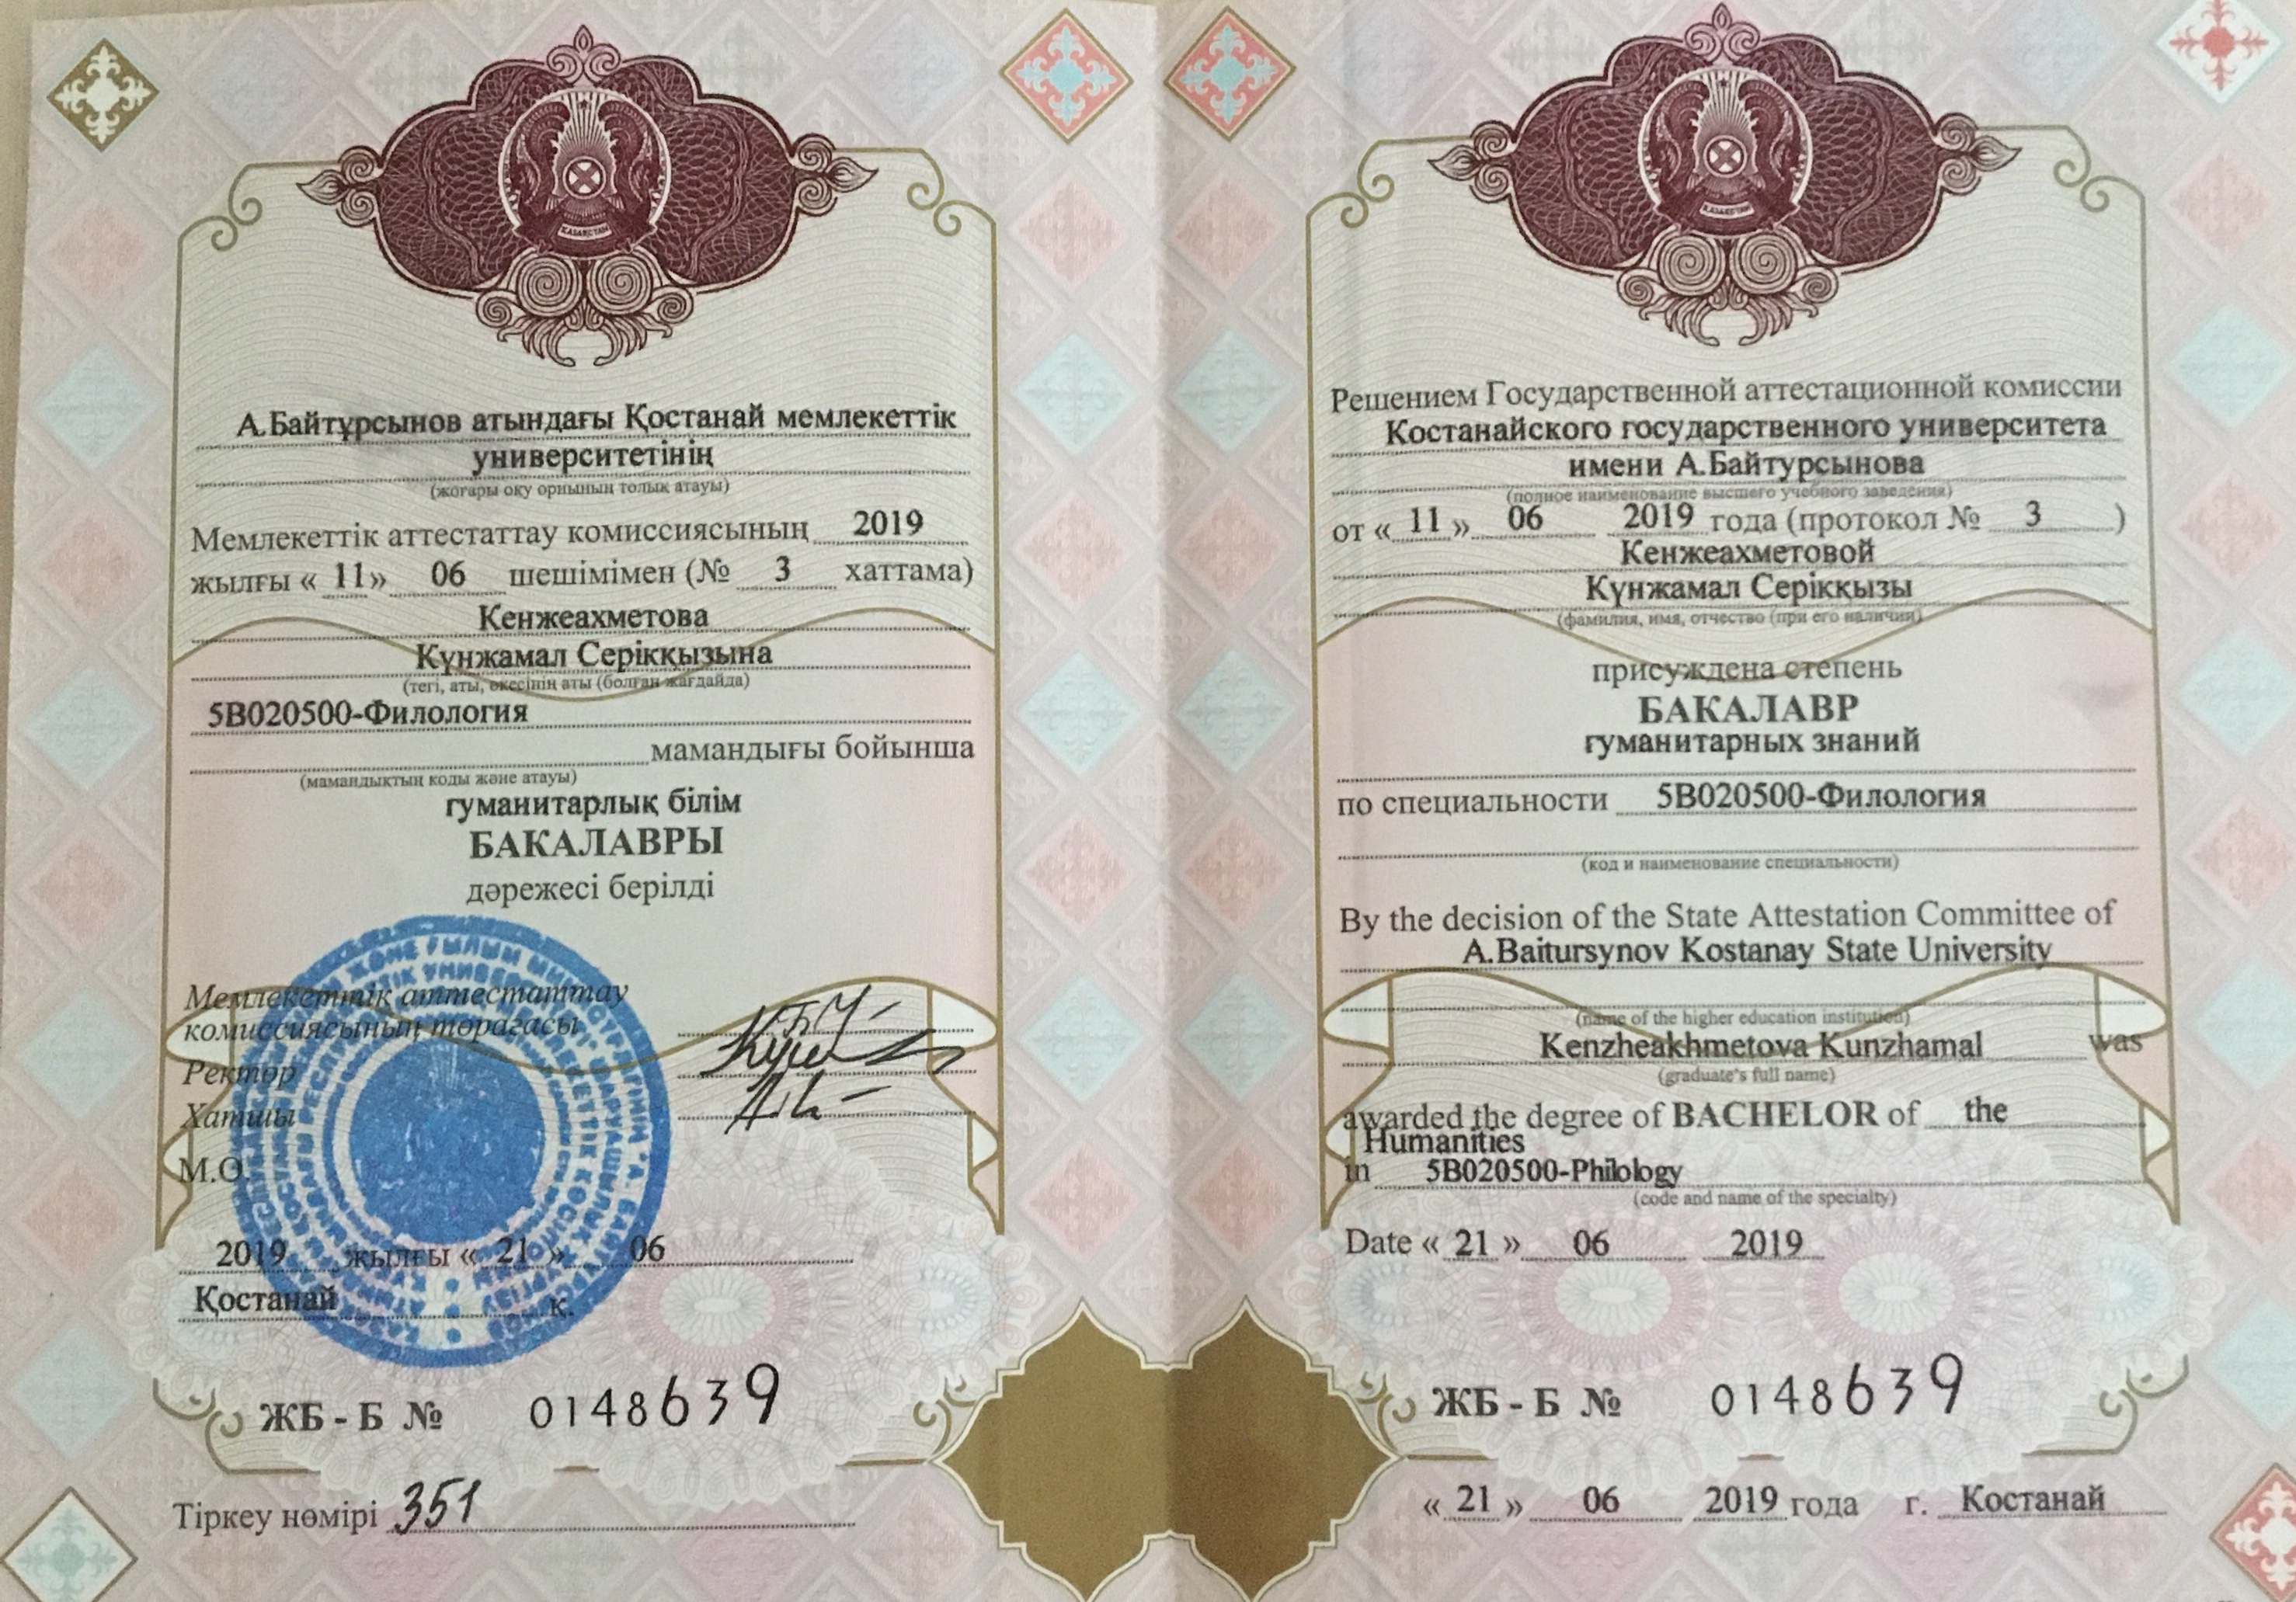 ҚАЗАҚСТАН
А.Байтұрсынов атындағы Қостанай мемлекеттік
университетінің
(жоғары оқу орнының толық атауы)
Мемлекеттік аттестаттау комиссиясының 2019
жылғы « 11» 06 шешімімен (№ 3 хаттама)
Кенжеахметова
Күнжамал Серікқызына
(тегі, аты, әкесінің аты (болған жағдайда)
5В020500-Филология
мамандығы бойынша
(мамандықтың коды және атауы)
гуманитарлық білім
БАКАЛАВРЫ
дәрежесі берілді
Мемлекеттік аттестаттау
комиссиясының төрағасы
Ректор
Хатшы
М.О.
2019 жылғы « 21 » 06
Қостанай қ.
ЖБ - Б № 0148639
Тіркеу нөмірі 351
ҚАЗАҚСТАН
Решением Государственной аттестационной комиссии
Костанайского государственного университета
имени А.Байтурсынова
(полное наименование высшего учебного заведения)
от « 11 » 06 2019 года (протокол № 3 )
Кенжеахметовой
Күнжамал Серікқызы
(фамилия, имя, отчество (при его наличии)
присуждена степень
БАКАЛАВР
гуманитарных знаний
по специальности 5В020500-Филология
(код и наименование специальности)
By the decision of the State Attestation Committee of
A.Baitursynov Kostanay State University
(name of the higher education institution)
Kenzheakhmetova Kunzhamal was
(graduate's full name)
awarded the degree of BACHELOR of the
Humanities
in 5B020500-Philology
(code and name of the specialty)
Date « 21 » 06 2019
ЖБ - Б № 0148639
« 21 » 06 2019 года г. Костанай